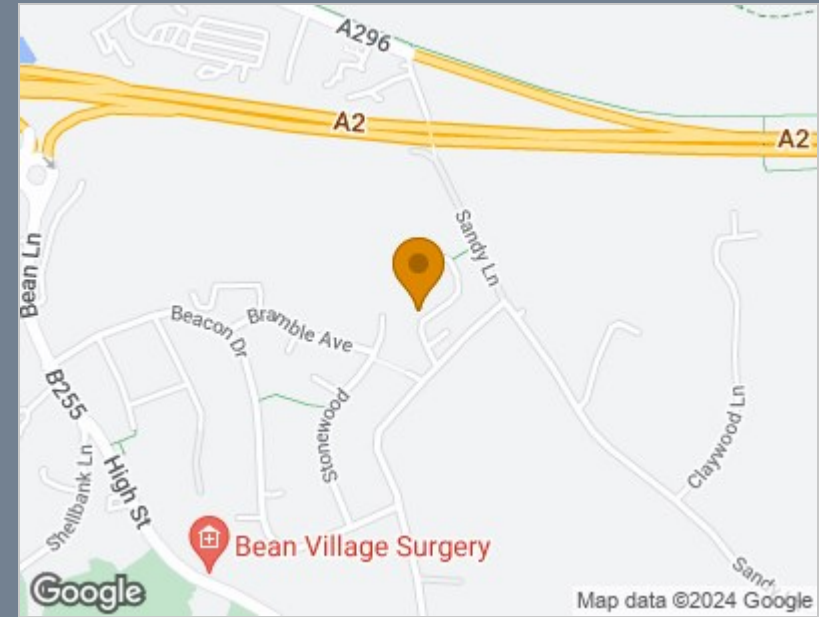 A296
A2
A2
Sandy Ln
Bean Ln
Beacon Dr
Bramble Ave
B255
High St
Stonewood
Shellbank Ln
Claywood Ln
Bean Village Surgery
Sandy
Google
Map data ©2024 Google